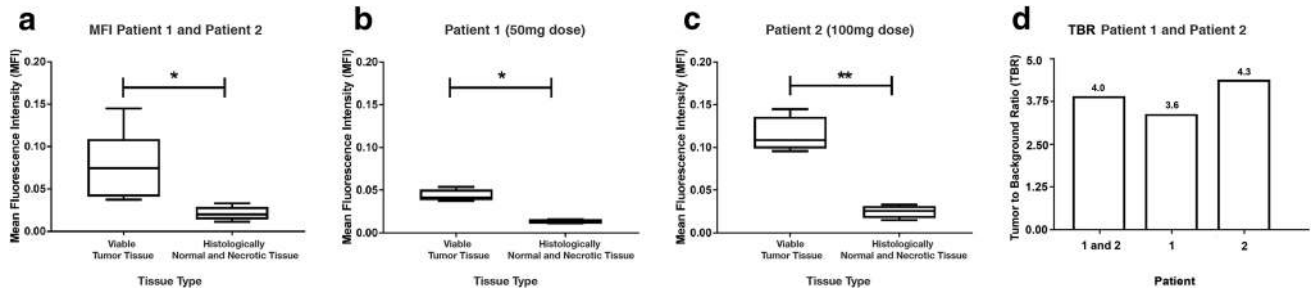 a
MFI Patient 1 and Patient 2
Mean Fluorescence Intensity (MFI)
0.20
0.15
0.10
0.05
0.00
*
Viable
Tumor Tissue
Histologically
Normal and Necrotic Tissue
Tissue Type
b
Patient 1 (50mg dose)
Mean Fluorescence Intensity (MFI)
0.20
0.15
0.10
0.05
0.00
*
Viable
Tumor Tissue
Histologically
Normal and Necrotic Tissue
Tissue Type
c
Patient 2 (100mg dose)
Mean Fluorescence Intensity (MFI)
0.20
0.15
0.10
0.05
0.00
**
Viable
Tumor Tissue
Histologically
Normal and Necrotic Tissue
Tissue Type
d
TBR Patient 1 and Patient 2
Tumor to Background Ratio (TBR)
5.0
3.75
2.50
1.25
0.00
4.0
3.6
4.3
1 and 2
1
2
Patient